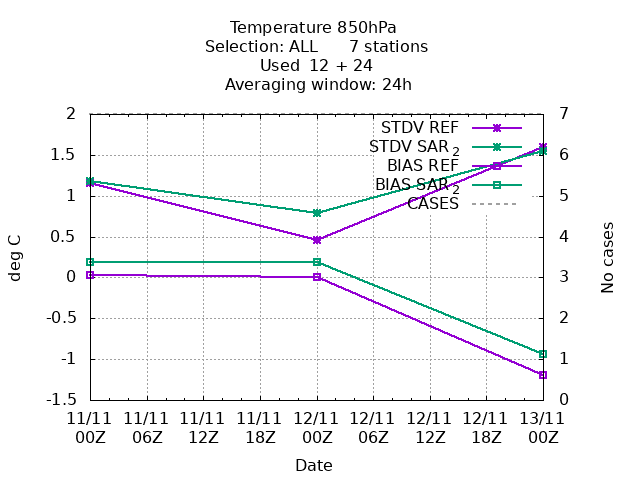 Temperature 850hPa
Selection: ALL 7 stations
Used 12 + 24
Averaging window: 24h
2 7
STDV REF
STDV SAR 2
1.5 6
BIAS REF
BIAS SAR 2
1 5
CASES
0.5 4
deg C
No cases
0 3
-0.5 2
-1 1
-1.5 0
11/11 11/11 11/11 11/11 12/11 12/11 12/11 12/11 13/11
00Z 06Z 12Z 18Z 00Z 06Z 12Z 18Z 00Z
Date